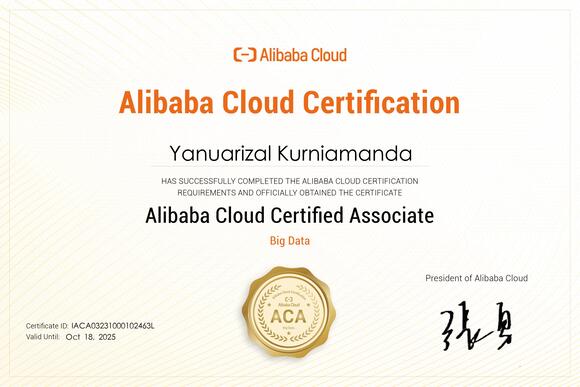 Alibaba Cloud
Alibaba Cloud Certification
Yanuarizal Kurniamanda
HAS SUCCESSFULLY COMPLETED THE ALIBABA CLOUD CERTIFICATION
REQUIREMENTS AND OFFICIALLY OBTAINED THE CERTIFICATE
Alibaba Cloud Certified Associate
Big Data
President of Alibaba Cloud
Alibaba Cloud
ACA
Certificate ID: IACA03231000102463L
Valid Until: Oct 18, 2025